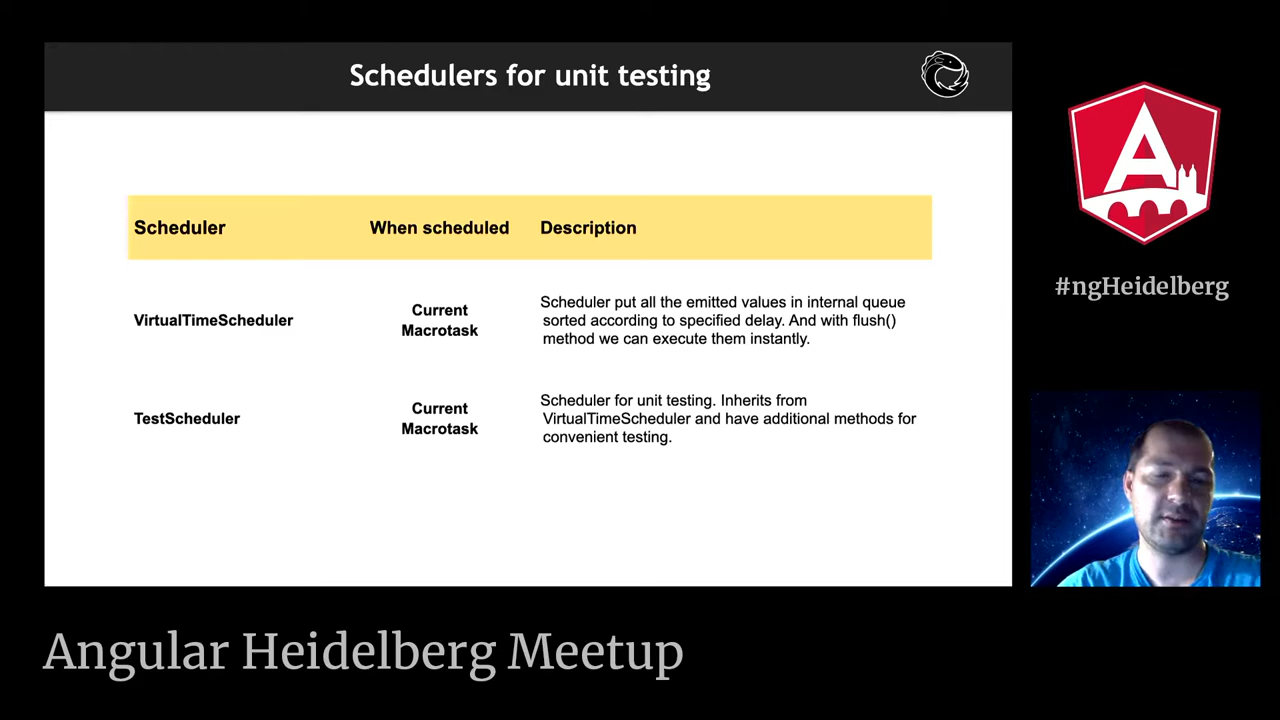 Schedulers for unit testing
Scheduler When scheduled Description
VirtualTimeScheduler
Current
Macrotask
Scheduler put all the emitted values in internal queue
sorted according to specified delay. And with flush()
method we can execute them instantly.
TestScheduler
Current
Macrotask
Scheduler for unit testing. Inherits from
VirtualTimeScheduler and have additional methods for
convenient testing.
A
#ngHeidelberg
Angular Heidelberg Meetup